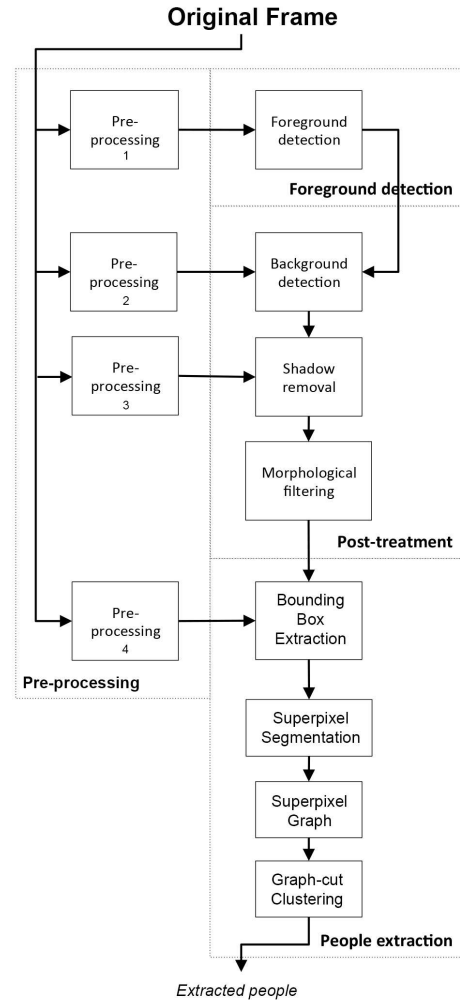 Original Frame
Pre-
processing
1
Foreground
detection
Foreground detection
Pre-
processing
2
Background
detection
Pre-
processing
3
Shadow
removal
Morphological
filtering
Post-treatment
Pre-
processing
4
Bounding
Box
Extraction
Pre-processing
Superpixel
Segmentation
Superpixel
Graph
Graph-cut
Clustering
People extraction
Extracted people